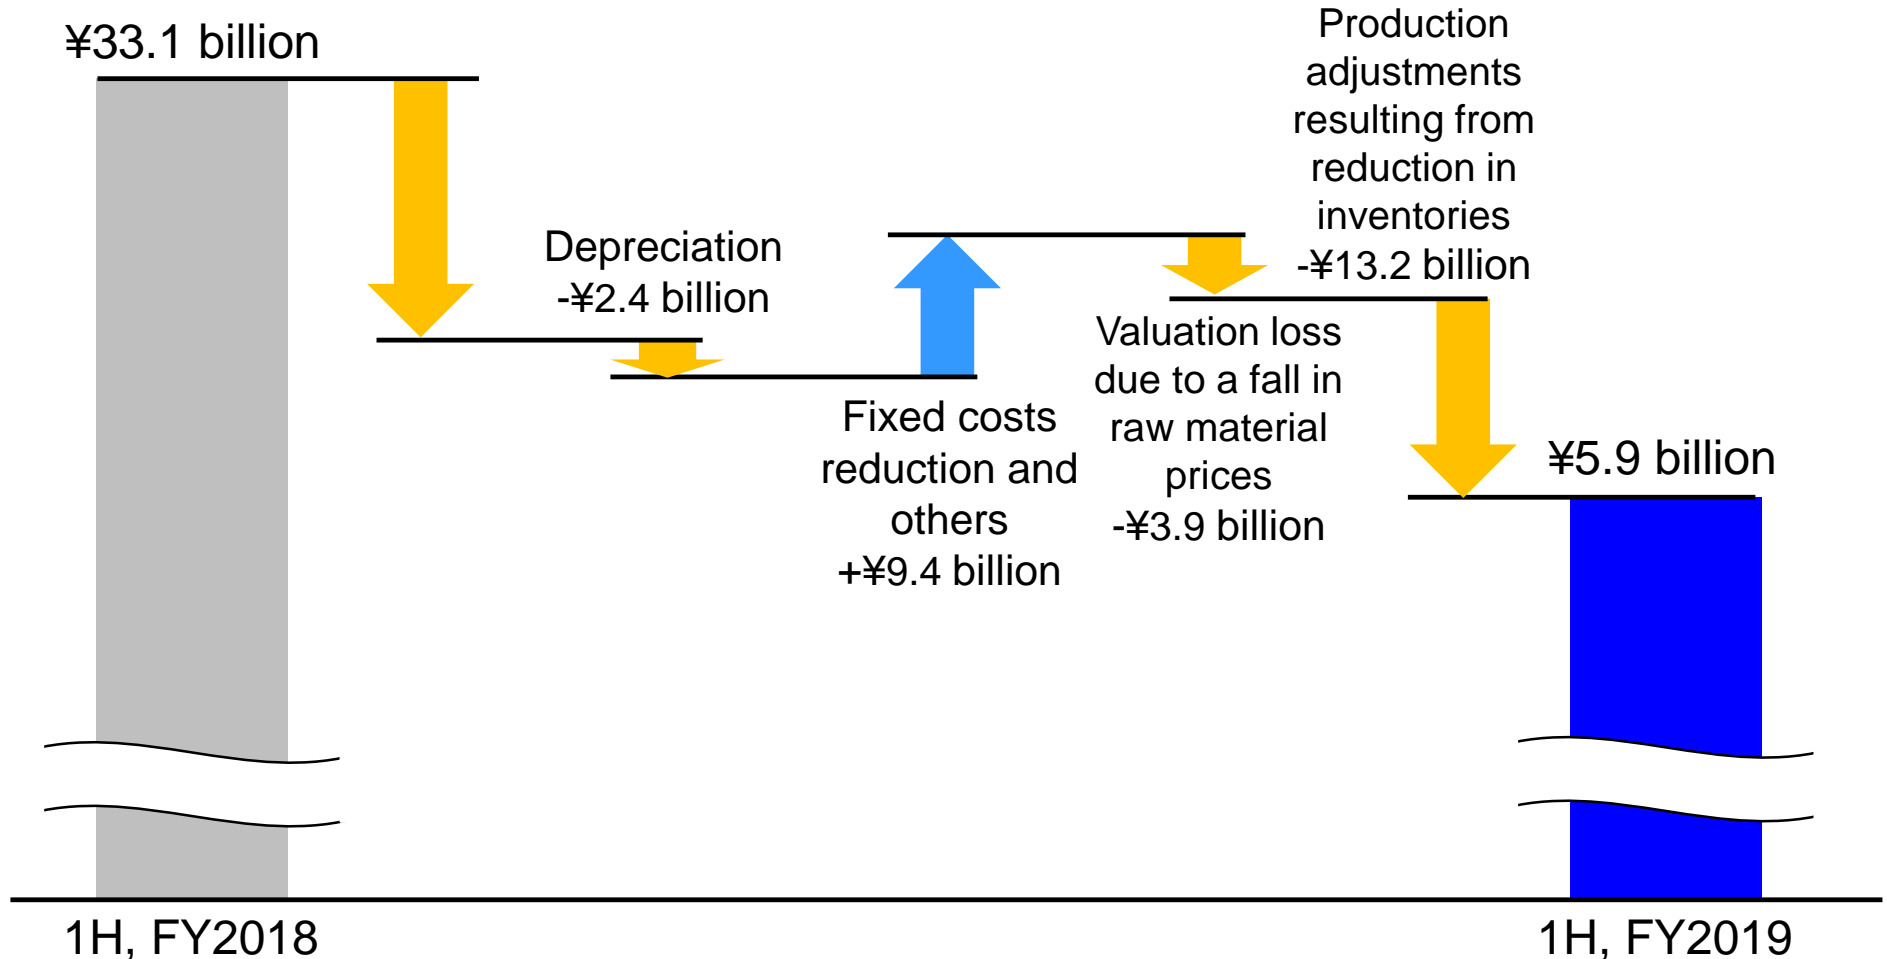 ¥33.1 billion
Depreciation
-¥2.4 billion
Fixed costs
reduction and
others
+¥9.4 billion
Valuation loss
due to a fall in
raw material
prices
-¥3.9 billion
Production
adjustments
resulting from
reduction in
inventories
-¥13.2 billion
¥5.9 billion
1H, FY2018
1H, FY2019